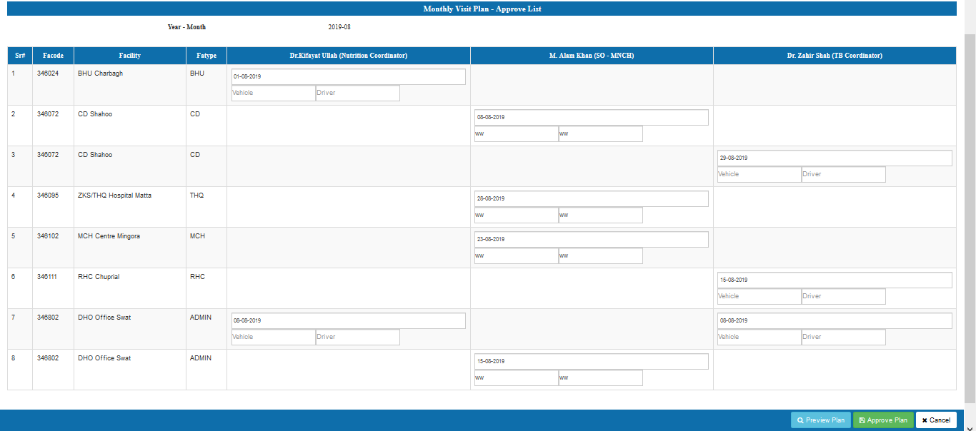 Monthly Visit Plan - Approve List
Year - Month 2019-08
Sr# Facode Facility Fatype Dr.Kifayat Ullah (Nutrition Coordinator) M. Alam Khan (SO - MNCH) Dr. Zahir Shah (TB Coordinator)
1 346024 BHU Charbagh BHU 01-08-2019
Vehicle Driver
2 346072 CD Shahoo CD 08-08-2019
ww ww
3 346072 CD Shahoo CD 29-08-2019
Vehicle Driver
4 346095 ZKS/THQ Hospital Matta THQ 28-08-2019
ww ww
5 346102 MCH Centre Mingora MCH 23-08-2019
ww ww
6 346111 RHC Chuprial RHC 15-08-2019
Vehicle Driver
7 346802 DHO Office Swat ADMIN 08-08-2019 08-08-2019
Vehicle Driver Vehicle Driver
8 346802 DHO Office Swat ADMIN 15-08-2019
ww ww
Preview Plan Approve Plan Cancel